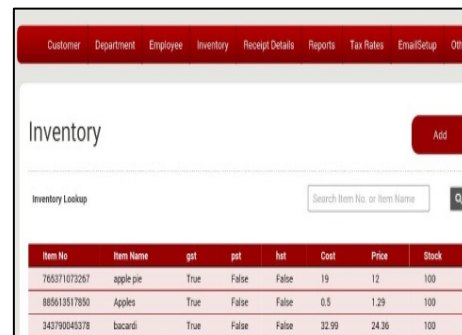 Customer Department Employee Inventory Receipt Details Reports Tax Rates EmailSetup Oth
Inventory
Add
Inventory Lookup
Search Item No. or Item Name
Item No Item Name gst pst hst Cost Price Stock
765371073267 apple pie True False False 19 12 100
885613517850 Apples True False False 0.5 1.29 100
343790045378 bacardi True False False 32.99 24.36 100